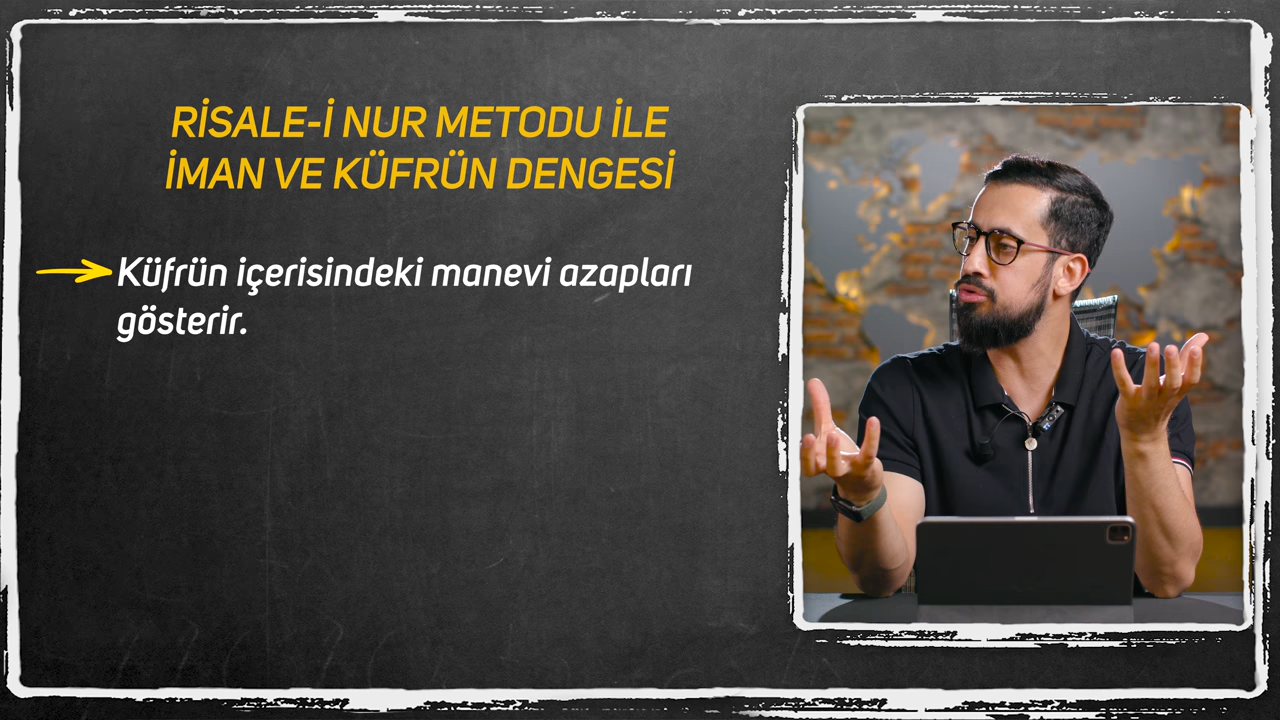 RİSALE-İ NUR METODU İLE
İMAN VE KÜFRÜN DENGESİ
Küfrün içerisindeki manevi azapları
gösterir.